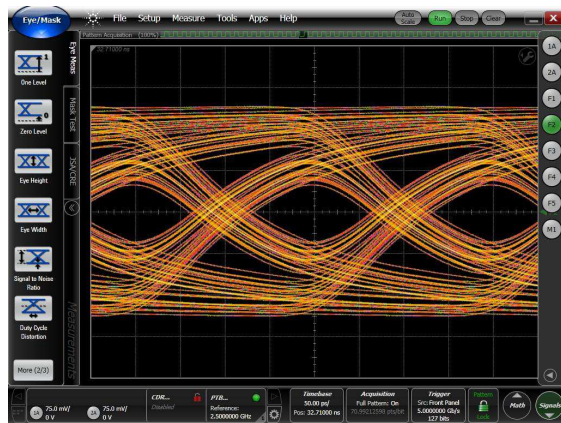 Eye/Mask
File Setup Measure Tools Apps Help
Auto Scale
Run Stop Clear
Pattern Acquisition (100%)
32.71000 ns
Eye Meas
Mask Test
JSA/CRE
Measurements
One Level
Zero Level
Eye Height
Eye Width
Signal to Noise
Ratio
Duty Cycle
Distortion
More (2/3)
1A
2A
F1
F2
F3
F4
F5
M1
1A 75.0 mV/
0 V
2A 75.0 mV/
0 V
CDR...
Disabled
PTB...
Reference:
2.5000000 GHz
Timebase
50.00 ps/
Pos: 32.71000 ns
Acquisition
Full Pattern: On
70.99212598 pts/bit
Trigger
Src: Front Panel
5.0000000 Gb/s
127 bits
Pattern
Lock
Math
Signals